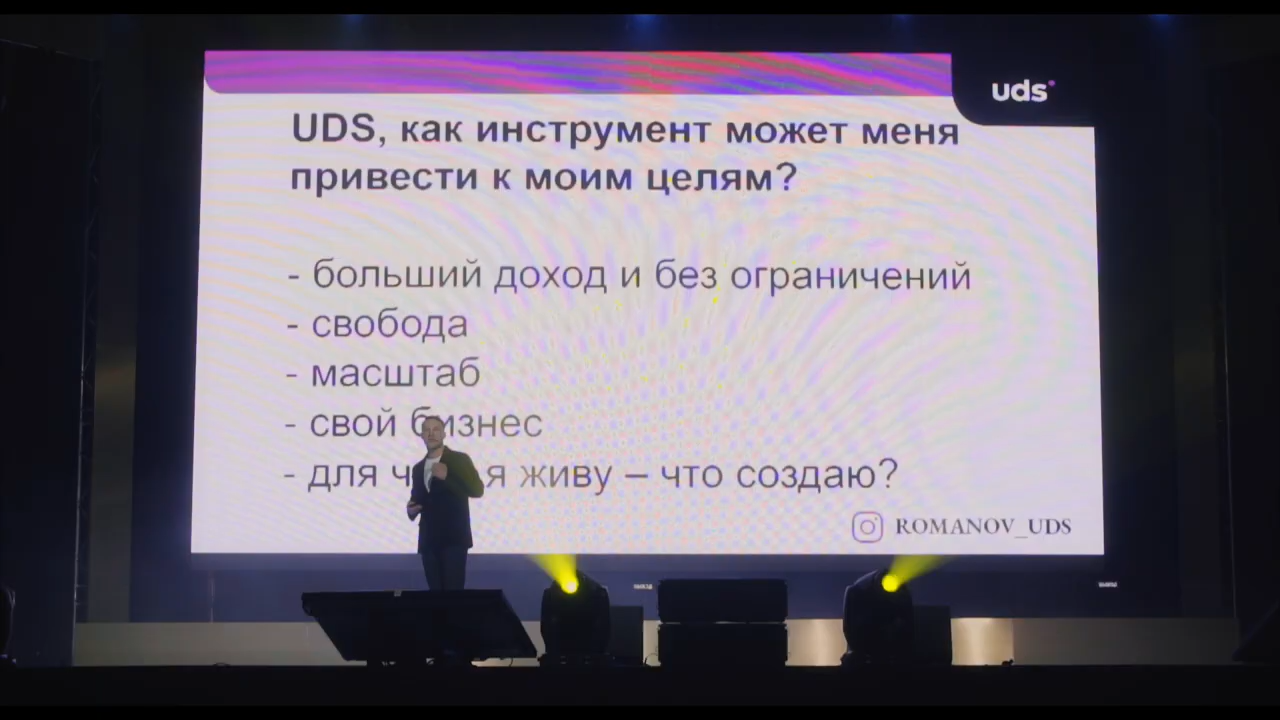 uds
UDS, как инструмент может меня
привести к моим целям?
- больший доход и без ограничений
- свобода
- масштаб
- свой бизнес
- для я живу – что создаю?
ROMANOV_UDS